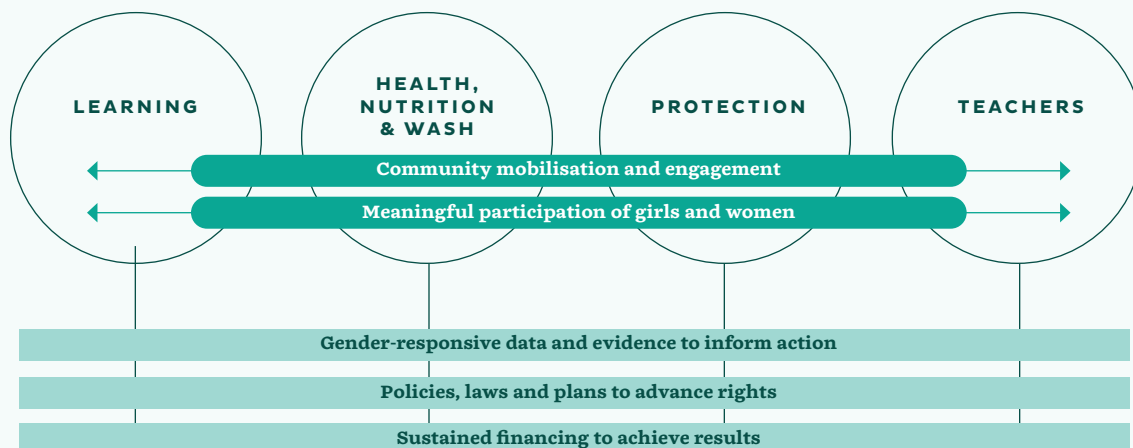 LEARNING
HEALTH,
NUTRITION
& WASH
PROTECTION
TEACHERS
Community mobilisation and engagement
Meaningful participation of girls and women
Gender-responsive data and evidence to inform action
Policies, laws and plans to advance rights
Sustained financing to achieve results